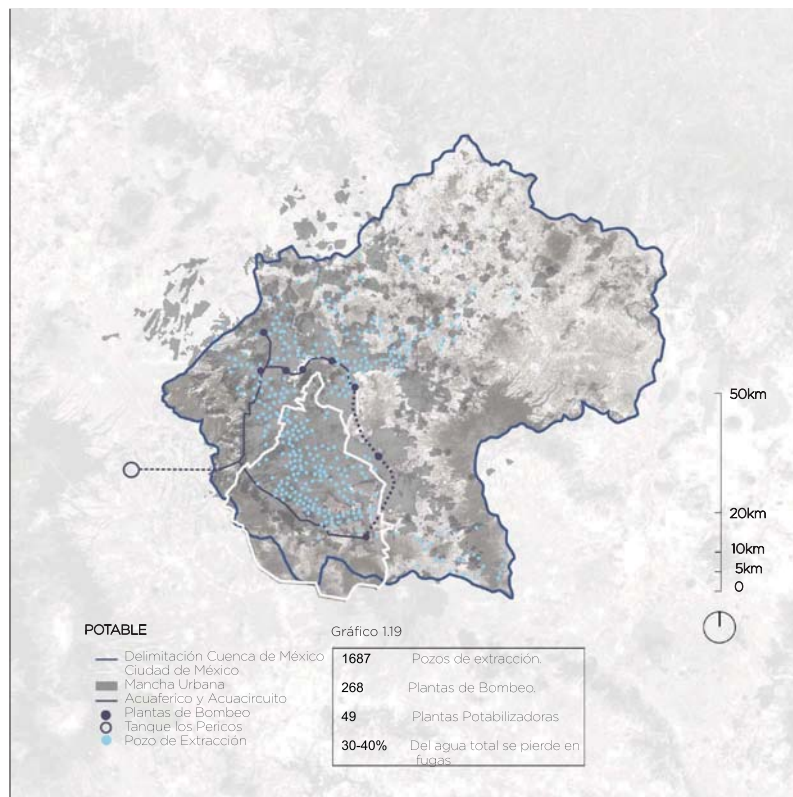 50km
20km
10km
5km
0
POTABLE
Delimitación Cuenca de México
Ciudad de México
Mancha Urbana
Acuaferico y Acuacircuito
Plantas de Bombeo
Tanque los Pericos
Pozo de Extracción
Gráfico 1.19
1687 Pozos de extracción.
268 Plantas de Bombeo.
49 Plantas Potabilizadoras
30-40% Del agua total se pierde en
fugas